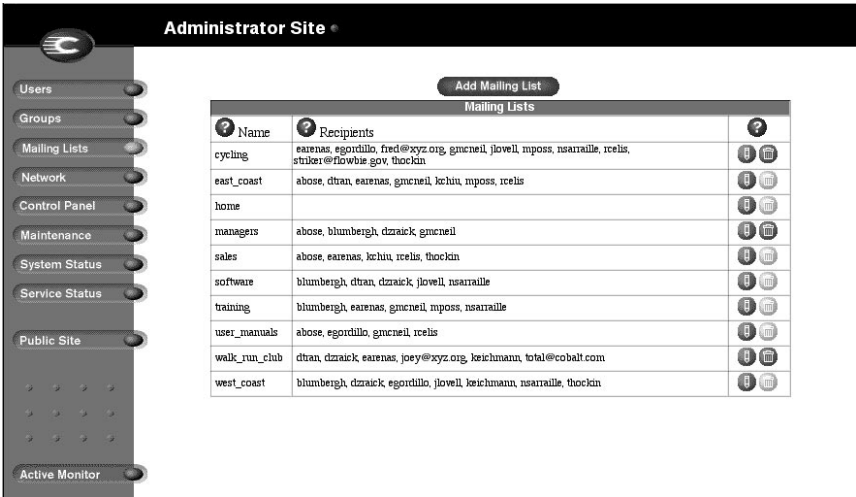 Administrator Site
Users
Groups
Mailing Lists
Network
Control Panel
Maintenance
System Status
Service Status
Public Site
Active Monitor
Add Mailing List
Mailing Lists
? Name ? Recipients ?
cycling earenas, egordillo, fred@xyz.org, gmcneil, jlovell, mposs, nsarraille, rcelis,
striker@flowbie.gov, thockin
east_coast abose, dtran, earenas, gmcneil, kchiu, mposs, rcelis
home
managers abose, blumbergh, dzraick, gmcneil
sales abose, earenas, kchiu, rcelis, thockin
software blumbergh, dtran, dzraick, jlovell, nsarraille
training blumbergh, earenas, gmcneil, mposs, nsarraille
user_manuals abose, egordillo, gmcneil, rcelis
walk_run_club dtran, dzraick, earenas, joey@xyz.org, keichmann, total@cobalt.com
west_coast blumbergh, dzraick, egordillo, jlovell, keichmann, nsarraille, thockin